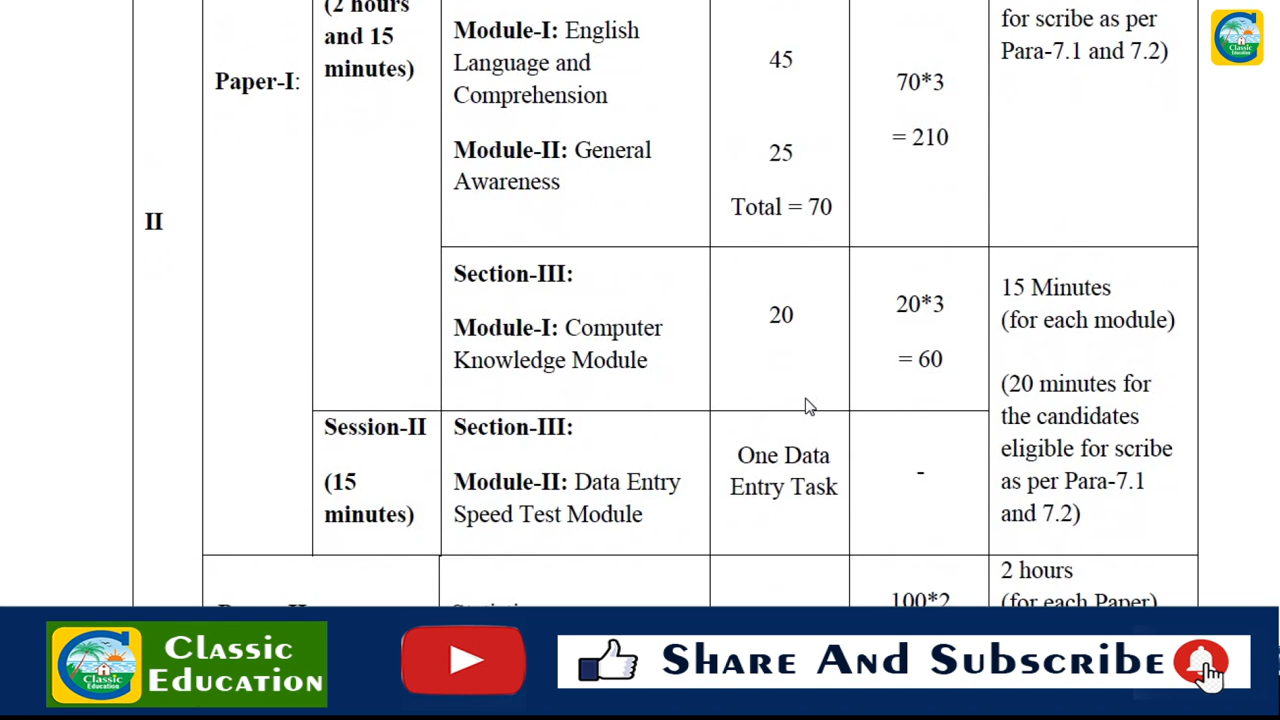 II
Paper-I:
(2 hours
and 15
minutes)
Module-I: English
Language and
Comprehension
Module-II: General
Awareness
45
25
Total = 70
70*3
= 210
for scribe as per
Para-7.1 and 7.2)
Section-III:
Module-I: Computer
Knowledge Module
20
20*3
= 60
15 Minutes
(for each module)
(20 minutes for
the candidates
eligible for scribe
as per Para-7.1
and 7.2)
Session-II
(15
minutes)
Section-III:
Module-II: Data Entry
Speed Test Module
One Data
Entry Task
-
100*2
2 hours
(for each Paper)
Classic
Education
Classic
Education
Classic
Education
Share And Subscribe